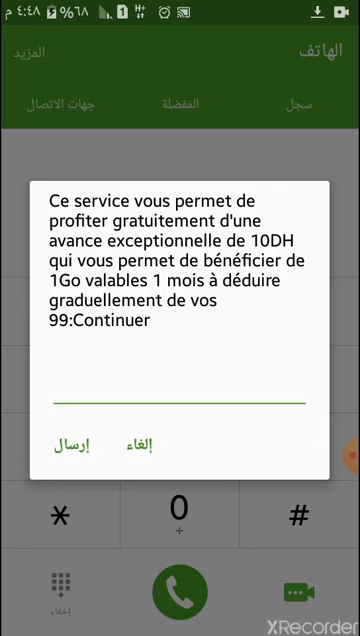 م ٤:٤٨ %٦٨ 1 H+
المزيد الهاتف
جهات الاتصال المفضلة سجل
Ce service vous permet de
profiter gratuitement d'une
avance exceptionnelle de 10DH
qui vous permet de bénéficier de
1Go valables 1 mois à déduire
graduellement de vos
99:Continuer
إرسال إلغاء
* 0 #
+
إخفاء
XRecorder